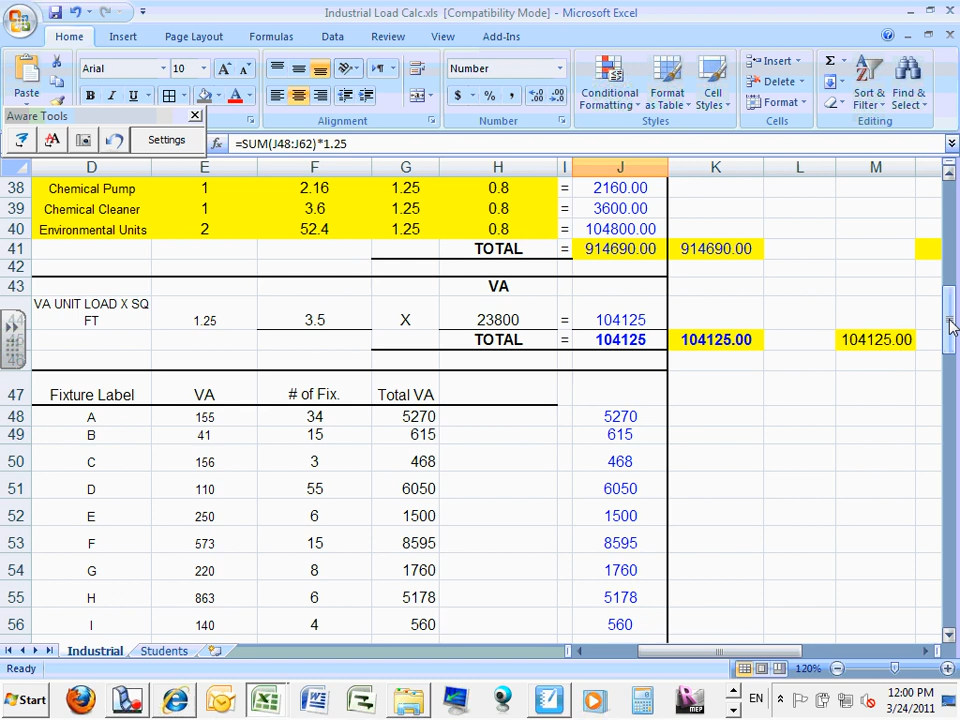 Industrial Load Calc.xls [Compatibility Mode] - Microsoft Excel
Home Insert Page Layout Formulas Data Review View Add-Ins
Paste Arial 10 A A Number Conditional Formatting Format as Table Cell Styles Insert Delete Format Σ Sort & Filter Find & Select
B I U A $ % ,
Alignment Number Styles Cells Editing
Aware Tools
Settings
fx =SUM(J48:J62)*1.25
D E F G H I J K L M
38 Chemical Pump 1 2.16 1.25 0.8 = 2160.00
39 Chemical Cleaner 1 3.6 1.25 0.8 = 3600.00
40 Environmental Units 2 52.4 1.25 0.8 = 104800.00
41 TOTAL = 914690.00 914690.00
42
43 VA
VA UNIT LOAD X SQ
44 FT 1.25 3.5 X 23800 = 104125
45 TOTAL = 104125 104125.00 104125.00
46
47 Fixture Label VA # of Fix. Total VA
48 A 155 34 5270 5270
49 B 41 15 615 615
50 C 156 3 468 468
51 D 110 55 6050 6050
52 E 250 6 1500 1500
53 F 573 15 8595 8595
54 G 220 8 1760 1760
55 H 863 6 5178 5178
56 I 140 4 560 560
Industrial Students
Ready 120%
Start MEP EN 12:00 PM
3/24/2011